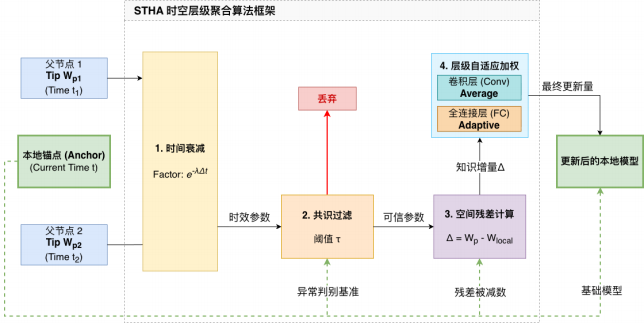 STHA 时空层级聚合算法框架
父节点 1
Tip Wp1
(Time t1)
本地锚点 (Anchor)
(Current Time t)
父节点 2
Tip Wp2
(Time t2)
1. 时间衰减
Factor: e-λΔt
时效参数
丢弃
2. 共识过滤
阈值 τ
异常判别基准
可信参数
4. 层级自适应加权
卷积层 (Conv)
Average
全连接层 (FC)
Adaptive
知识增量Δ
3. 空间残差计算
Δ = Wp - Wlocal
残差被减数
最终更新量
更新后的本地模型
基础模型